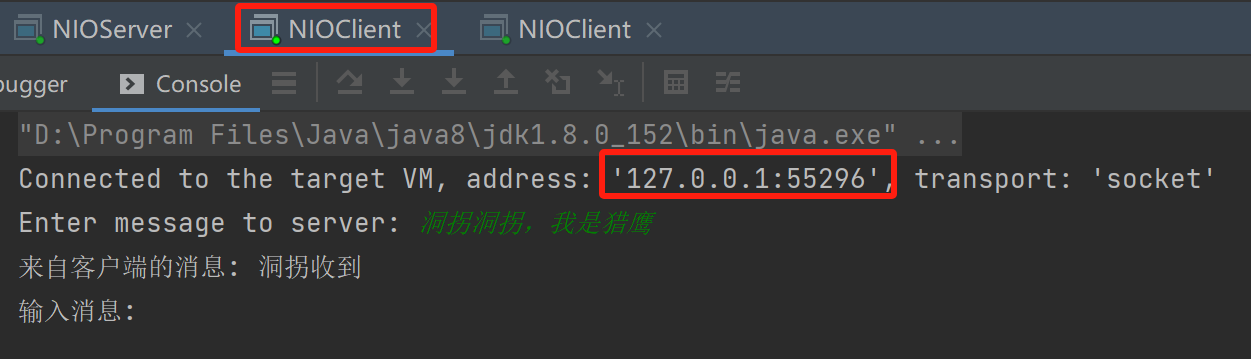 NIOServer NIOClient NIOClient
bugger Console
"D:\Program Files\Java\java8\jdk1.8.0_152\bin\java.exe" ...
Connected to the target VM, address: '127.0.0.1:55296', transport: 'socket'
Enter message to server: 洞拐洞拐，我是猎鹰
来自客户端的消息: 洞拐收到
输入消息: